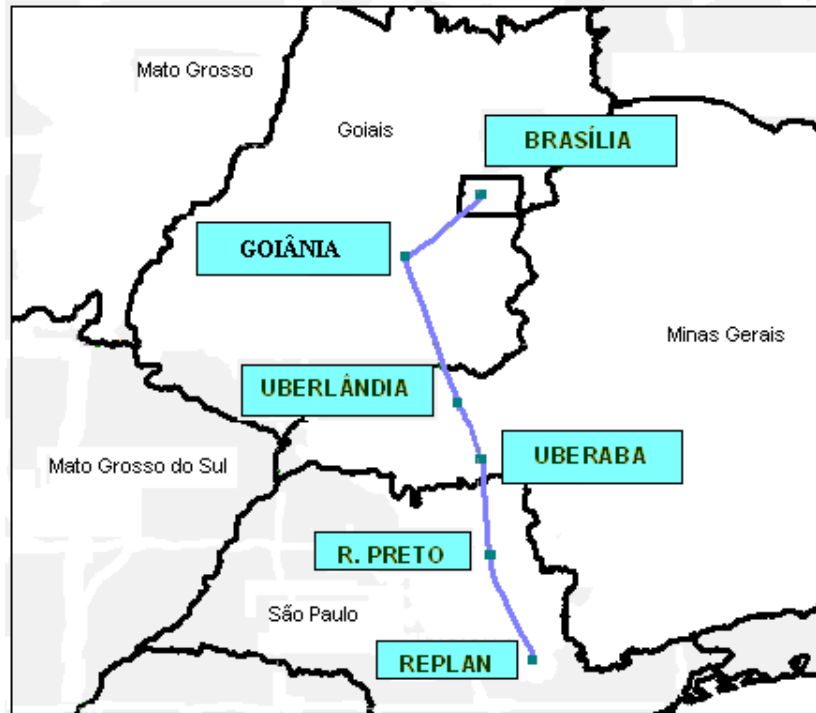 Mato Grosso
Goiais
BRASÍLIA
GOIÂNIA
Minas Gerais
UBERLÂNDIA
UBERABA
Mato Grosso do Sul
R. PRETO
São Paulo
REPLAN